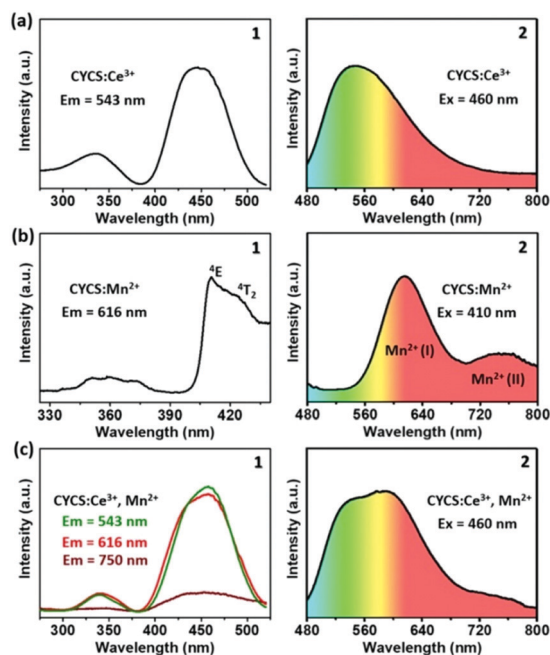 (a)
1
CYCS:Ce³⁺
Em = 543 nm
Intensity (a.u.)
300 350 400 450 500
Wavelength (nm)
2
CYCS:Ce³⁺
Ex = 460 nm
Intensity (a.u.)
480 560 640 720 800
Wavelength (nm)
(b)
1
CYCS:Mn²⁺
Em = 616 nm
⁴E
⁴T₂
Intensity (a.u.)
330 360 390 420
Wavelength (nm)
2
CYCS:Mn²⁺
Ex = 410 nm
Mn²⁺ (I)
Mn²⁺ (II)
Intensity (a.u.)
480 560 640 720 800
Wavelength (nm)
(c)
1
CYCS:Ce³⁺, Mn²⁺
Em = 543 nm
Em = 616 nm
Em = 750 nm
Intensity (a.u.)
300 350 400 450 500
Wavelength (nm)
2
CYCS:Ce³⁺, Mn²⁺
Ex = 460 nm
Intensity (a.u.)
480 560 640 720 800
Wavelength (nm)